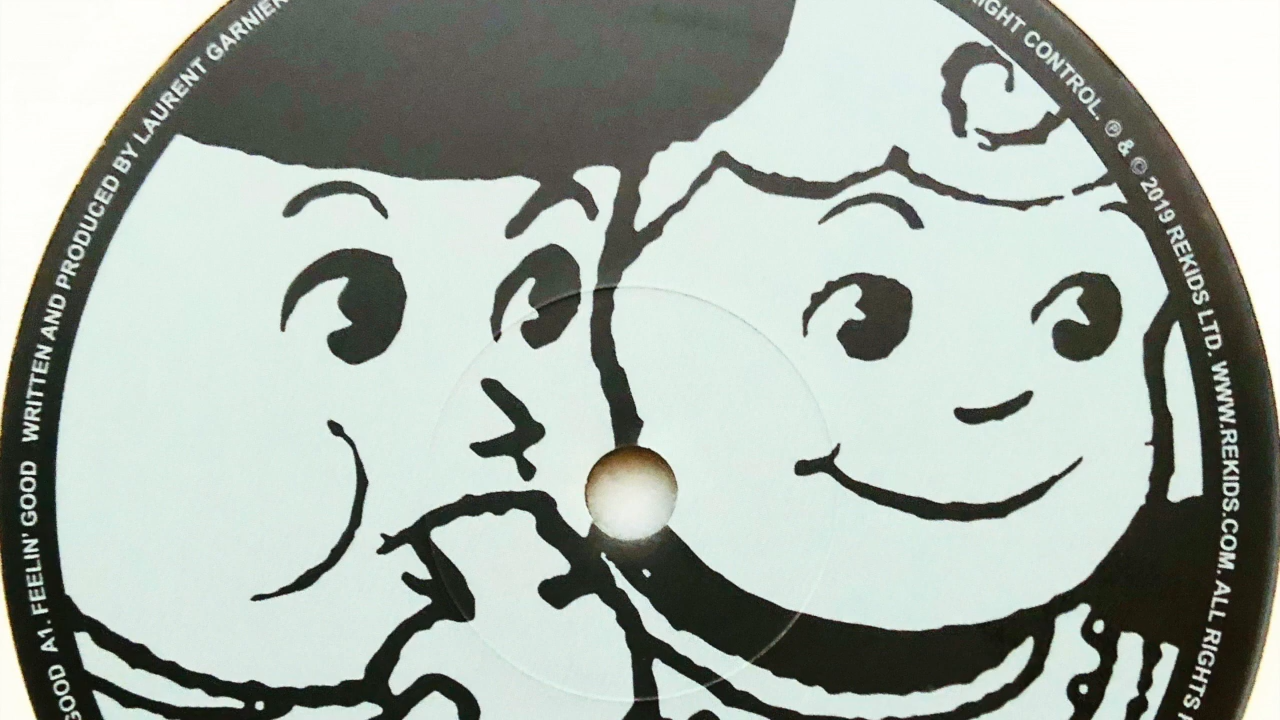 GOOD A1. FEELIN' GOOD WRITTEN AND PRODUCED BY LAURENT GARNIER
RIGHT CONTROL. ℗ & © 2019 REKIDS LTD. WWW.REKIDS.COM. ALL RIGHTS